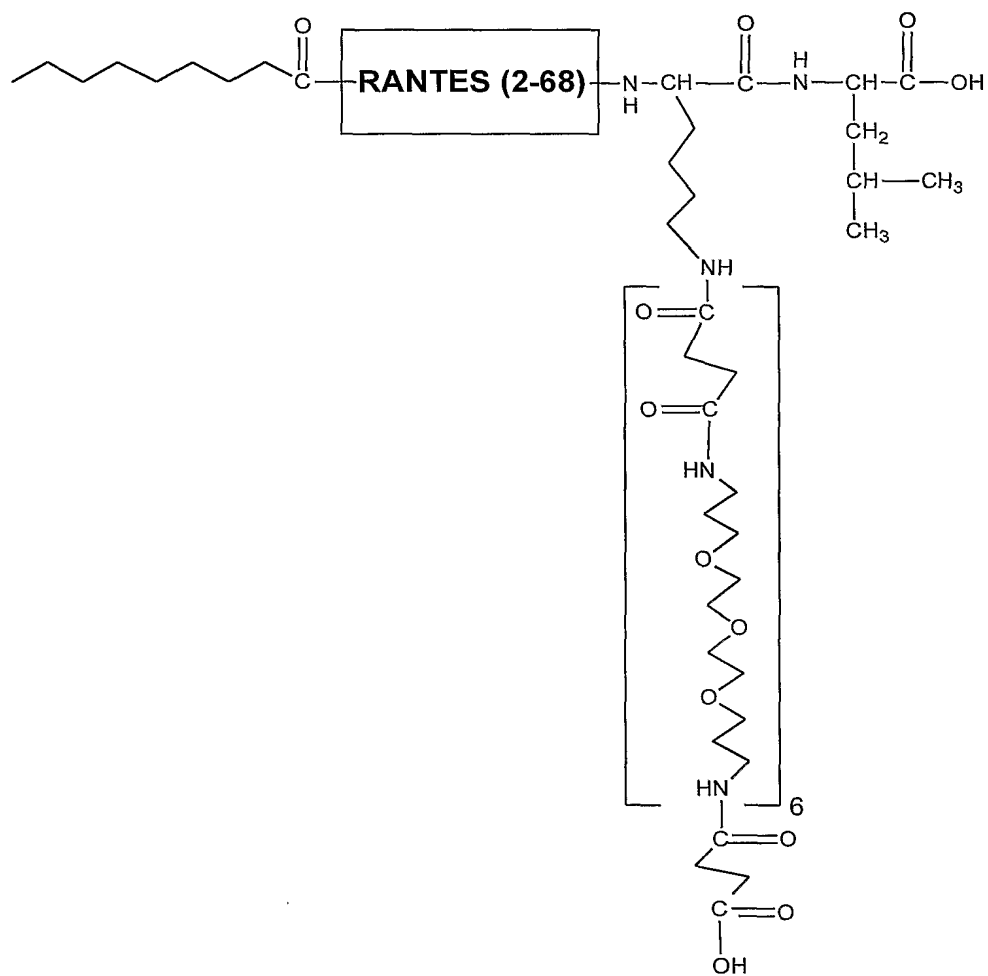 O O O
C RANTES (2-68) N H CH C N H CH C OH
CH2
CH CH3
CH3
NH
O C
O C
HN
O
O
O
HN
6
C O
C O
OH